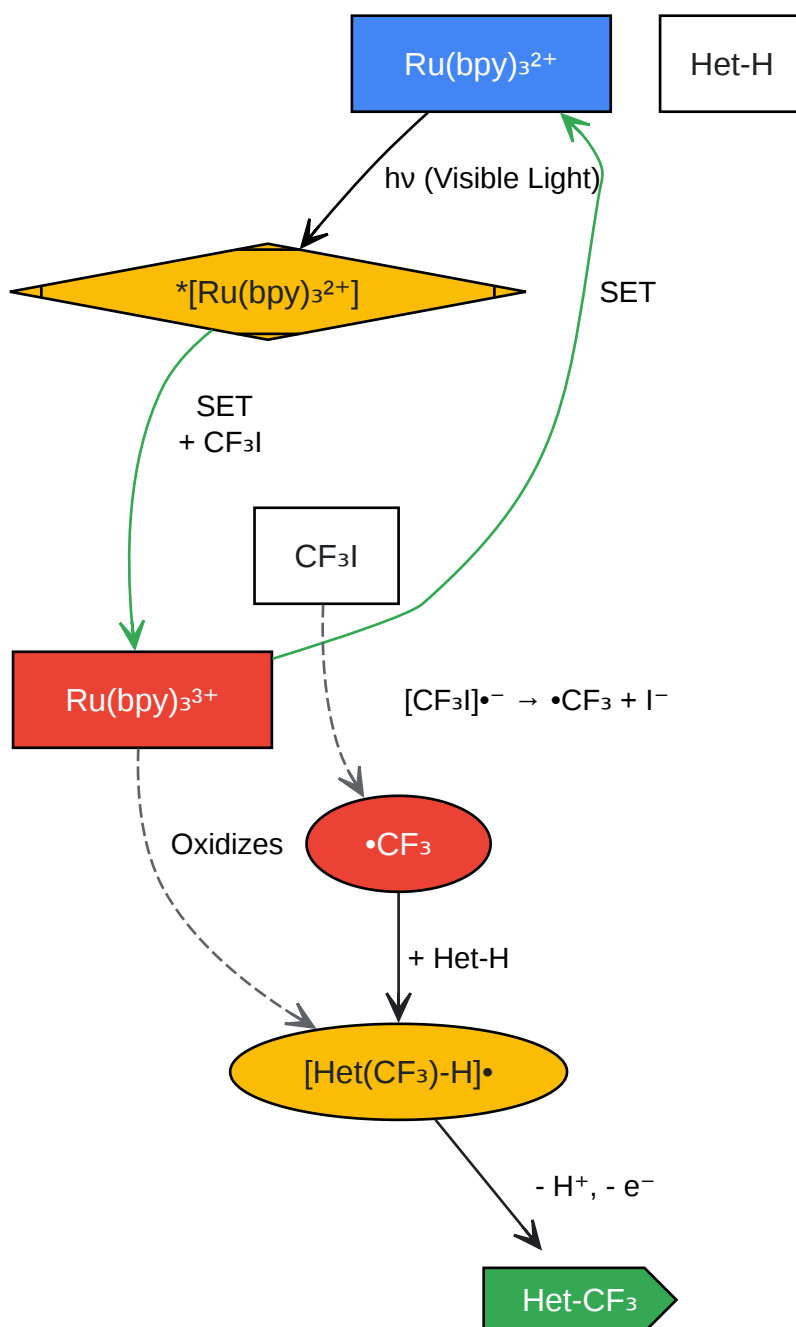 Ru(bpy)₃²⁺
Het-H
hν (Visible Light)
*[Ru(bpy)₃²⁺]
SET
SET
+ CF₃I
CF₃I
Ru(bpy)₃³⁺
[CF₃I]•⁻ → •CF₃ + I⁻
Oxidizes
•CF₃
+ Het-H
[Het(CF₃)-H]•
- H⁺, - e⁻
Het-CF₃